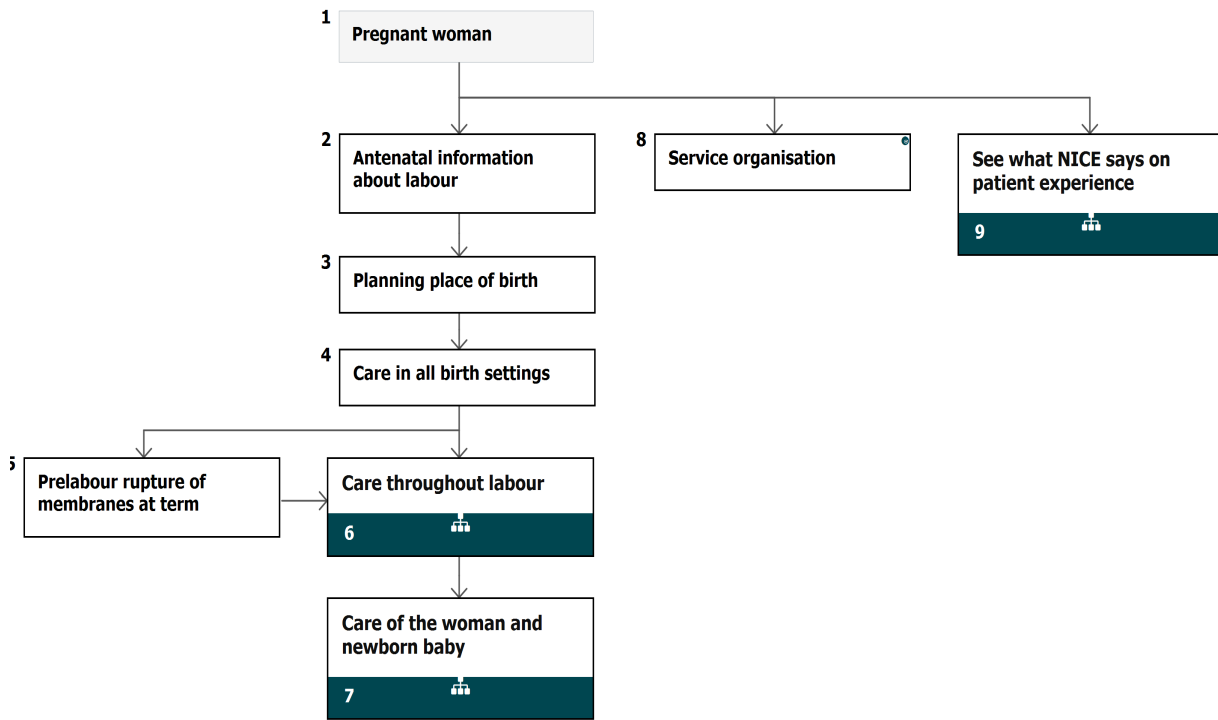 1
Pregnant woman
2
Antenatal information
about labour
8
Service organisation
See what NICE says on
patient experience
9
3
Planning place of birth
4
Care in all birth settings
5
Prelabour rupture of
membranes at term
Care throughout labour
6
Care of the woman and
newborn baby
7